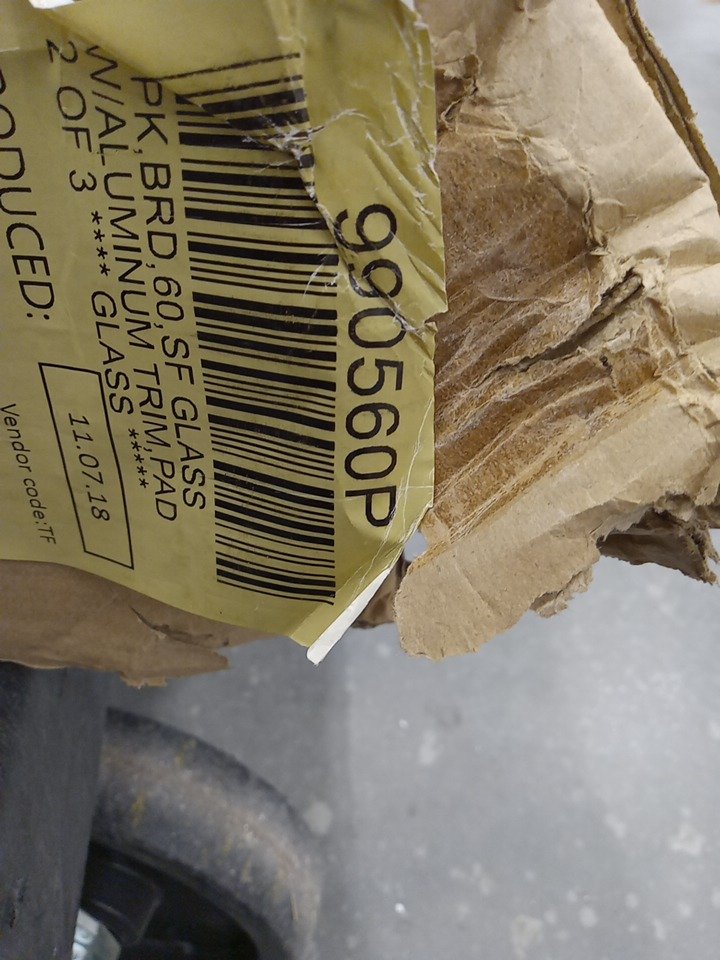 990560P
PK,BRD,60,SF GLASS
W/ALUMINUM TRIM,PAD
2 OF 3 **** GLASS *****
11.07.18
Vendor code:TF